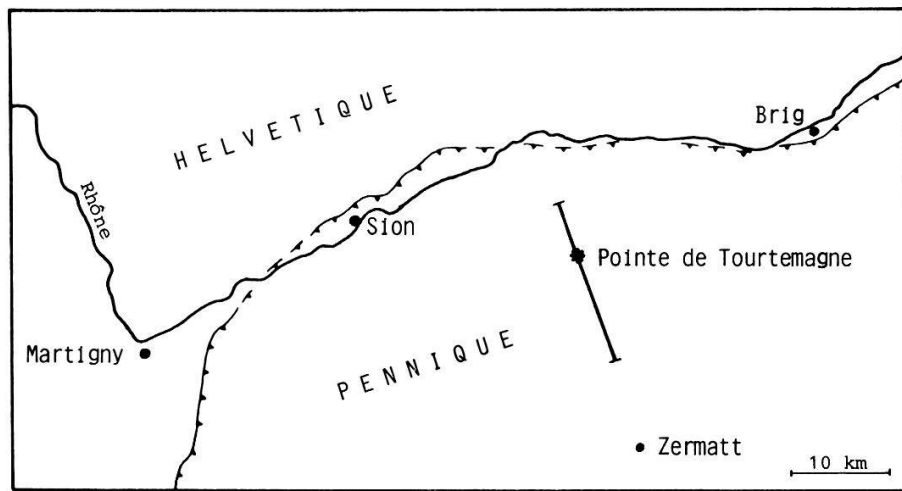 HELVETIQUE
Brig
Rhône
Sion
Pointe de Tourtemagne
Martigny
PENNIQUE
Zermatt
10 km